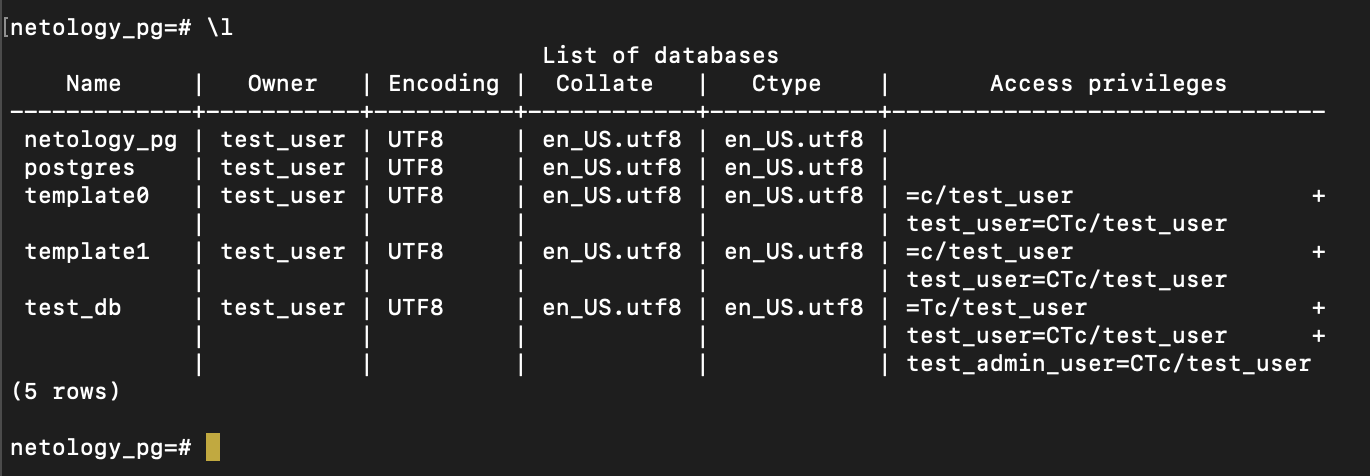 [netology_pg=# \l
                                      List of databases
    Name     |   Owner   | Encoding |  Collate   |   Ctype    |       Access privileges
-------------+-----------+----------+------------+------------+-------------------------------
 netology_pg | test_user | UTF8     | en_US.utf8 | en_US.utf8 |
 postgres    | test_user | UTF8     | en_US.utf8 | en_US.utf8 |
 template0   | test_user | UTF8     | en_US.utf8 | en_US.utf8 | =c/test_user                 +
             |           |          |            |            | test_user=CTc/test_user
 template1   | test_user | UTF8     | en_US.utf8 | en_US.utf8 | =c/test_user                 +
             |           |          |            |            | test_user=CTc/test_user
 test_db     | test_user | UTF8     | en_US.utf8 | en_US.utf8 | =Tc/test_user                +
             |           |          |            |            | test_user=CTc/test_user      +
             |           |          |            |            | test_admin_user=CTc/test_user
(5 rows)

netology_pg=#